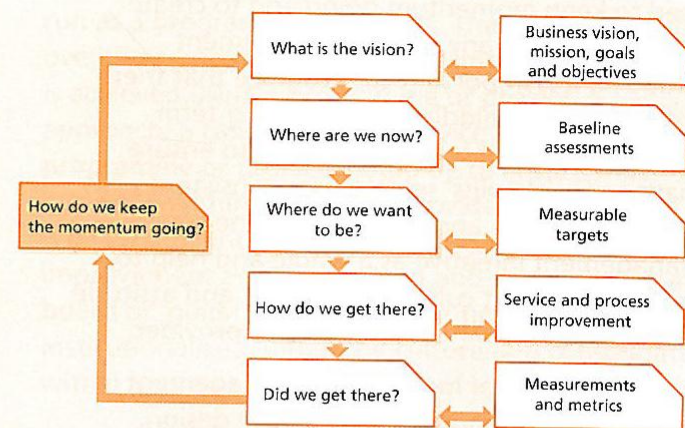 What is the vision?
Business vision,
mission, goals
and objectives
Where are we now?
Baseline
assessments
How do we keep
the momentum going?
Where do we want
to be?
Measurable
targets
How do we get there?
Service and process
improvement
Did we get there?
Measurements
and metrics